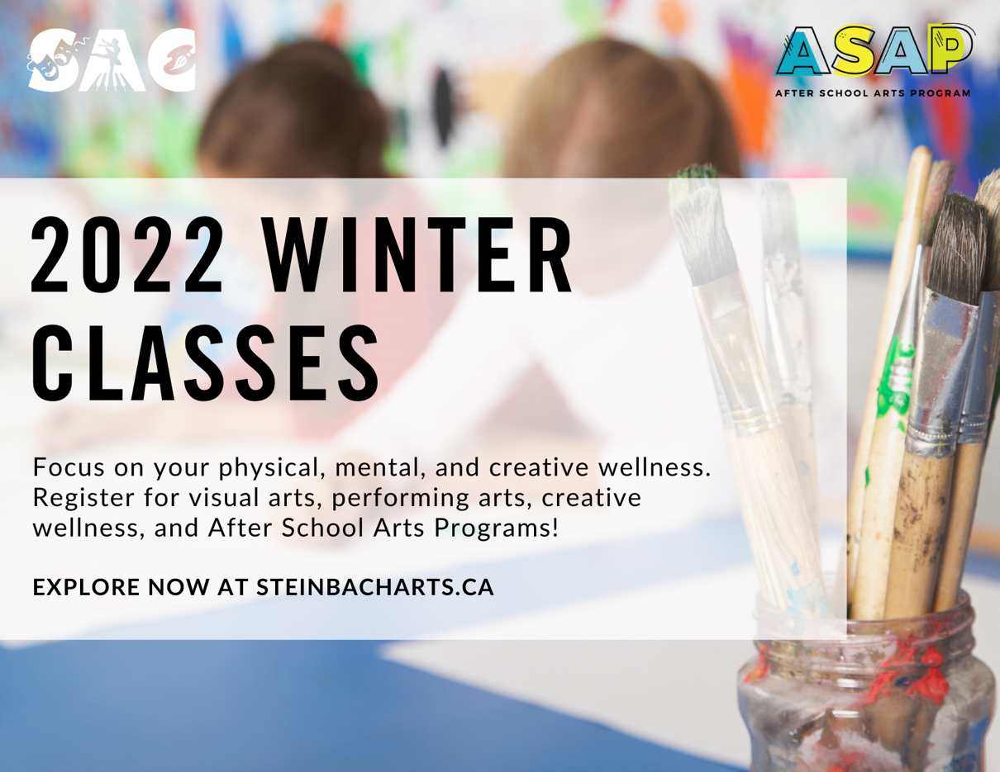 SAC
ASAP
AFTER SCHOOL ARTS PROGRAM
2022 WINTER
CLASSES
Focus on your physical, mental, and creative wellness.
Register for visual arts, performing arts, creative
wellness, and After School Arts Programs!
EXPLORE NOW AT STEINBACHARTS.CA